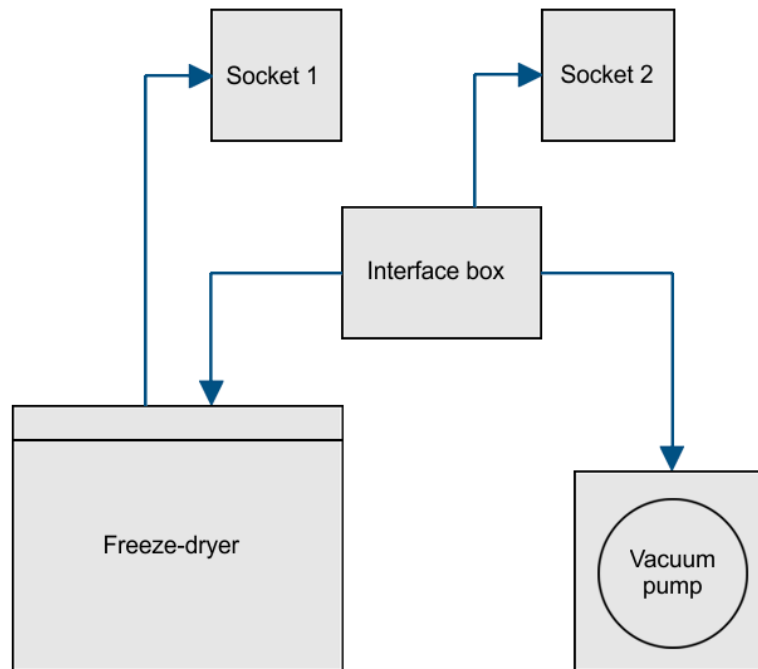 Socket 1
Socket 2
Interface box
Freeze-dryer
Vacuum
pump